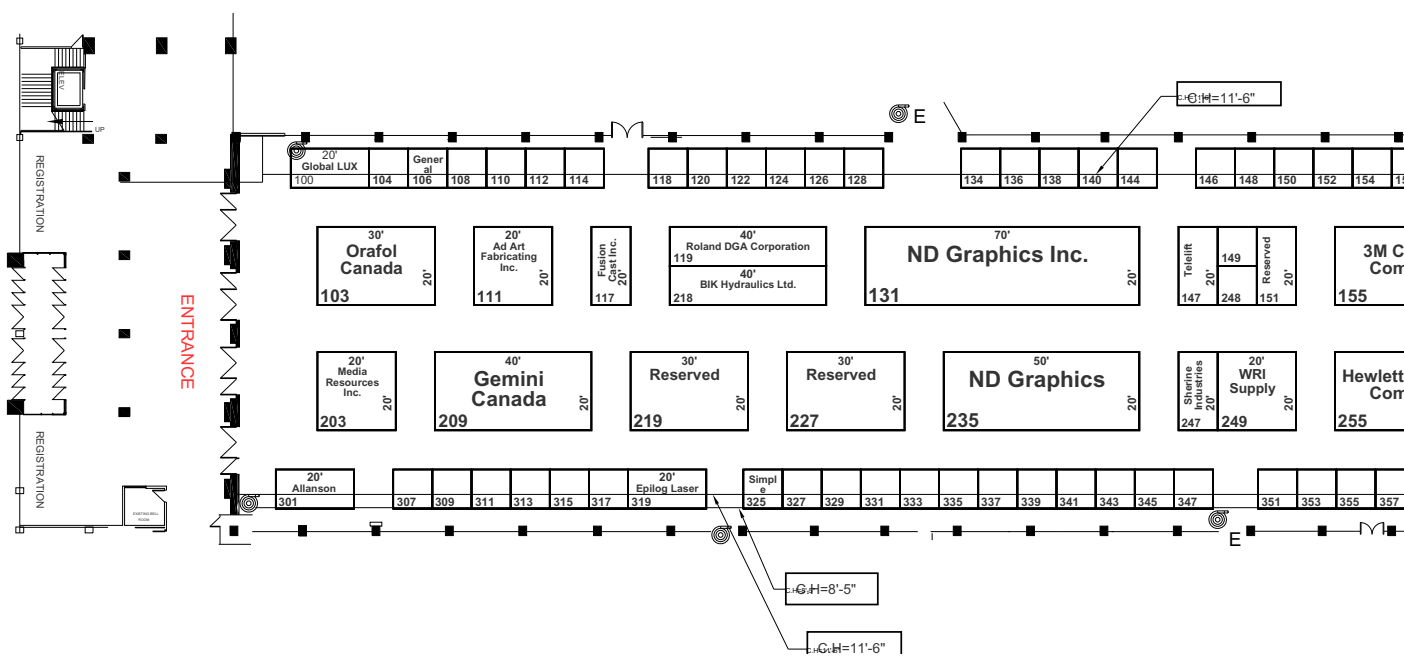 C.H=11'-6"
E
ELEV
UP
REGISTRATION
20'
Global LUX
100
104
Gener
al
106
108
110
112
114
118
120
122
124
126
128
134
136
138
140
144
146
148
150
152
154
30'
Orafol
Canada
20'
103
20'
Ad Art
Fabricating
Inc.
20'
111
Fusion
Cast Inc.
20'
117
40'
Roland DGA Corporation
119
40'
BIK Hydraulics Ltd.
218
70'
ND Graphics Inc.
20'
131
Telelift
20'
147
149
248
Reserved
20'
151
3M C
Com
155
ENTRANCE
20'
Media
Resources
Inc.
20'
203
40'
Gemini
Canada
20'
209
30'
Reserved
20'
219
30'
Reserved
20'
227
50'
ND Graphics
20'
235
Sherine
Industries
20'
247
20'
WRI
Supply
20'
249
Hewlett
Com
255
REGISTRATION
EXISTING BELL
ROOM
20'
Allanson
301
307
309
311
313
315
317
20'
Epilog Laser
319
Simpl
e
325
327
329
331
333
335
337
339
341
343
345
347
351
353
355
357
E
C.H=8'-5"
C.H=11'-6"